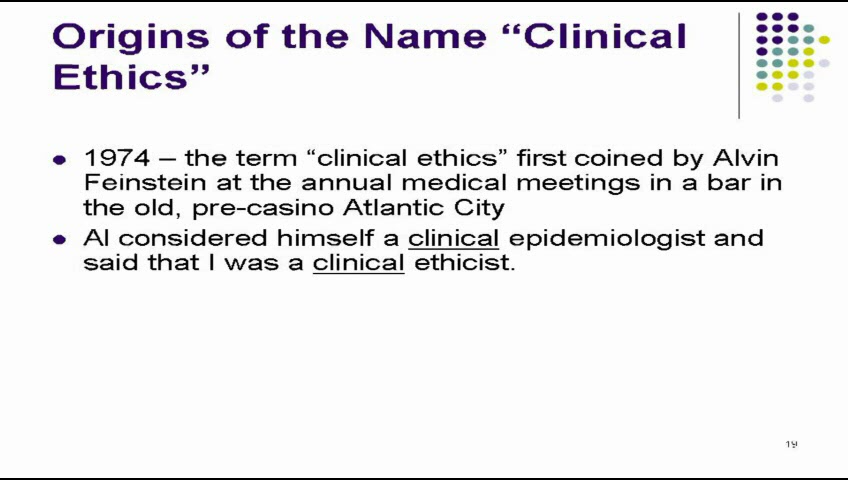 Origins of the Name “Clinical
Ethics”
1974 – the term “clinical ethics” first coined by Alvin
Feinstein at the annual medical meetings in a bar in
the old, pre-casino Atlantic City
Al considered himself a clinical epidemiologist and
said that I was a clinical ethicist.
19